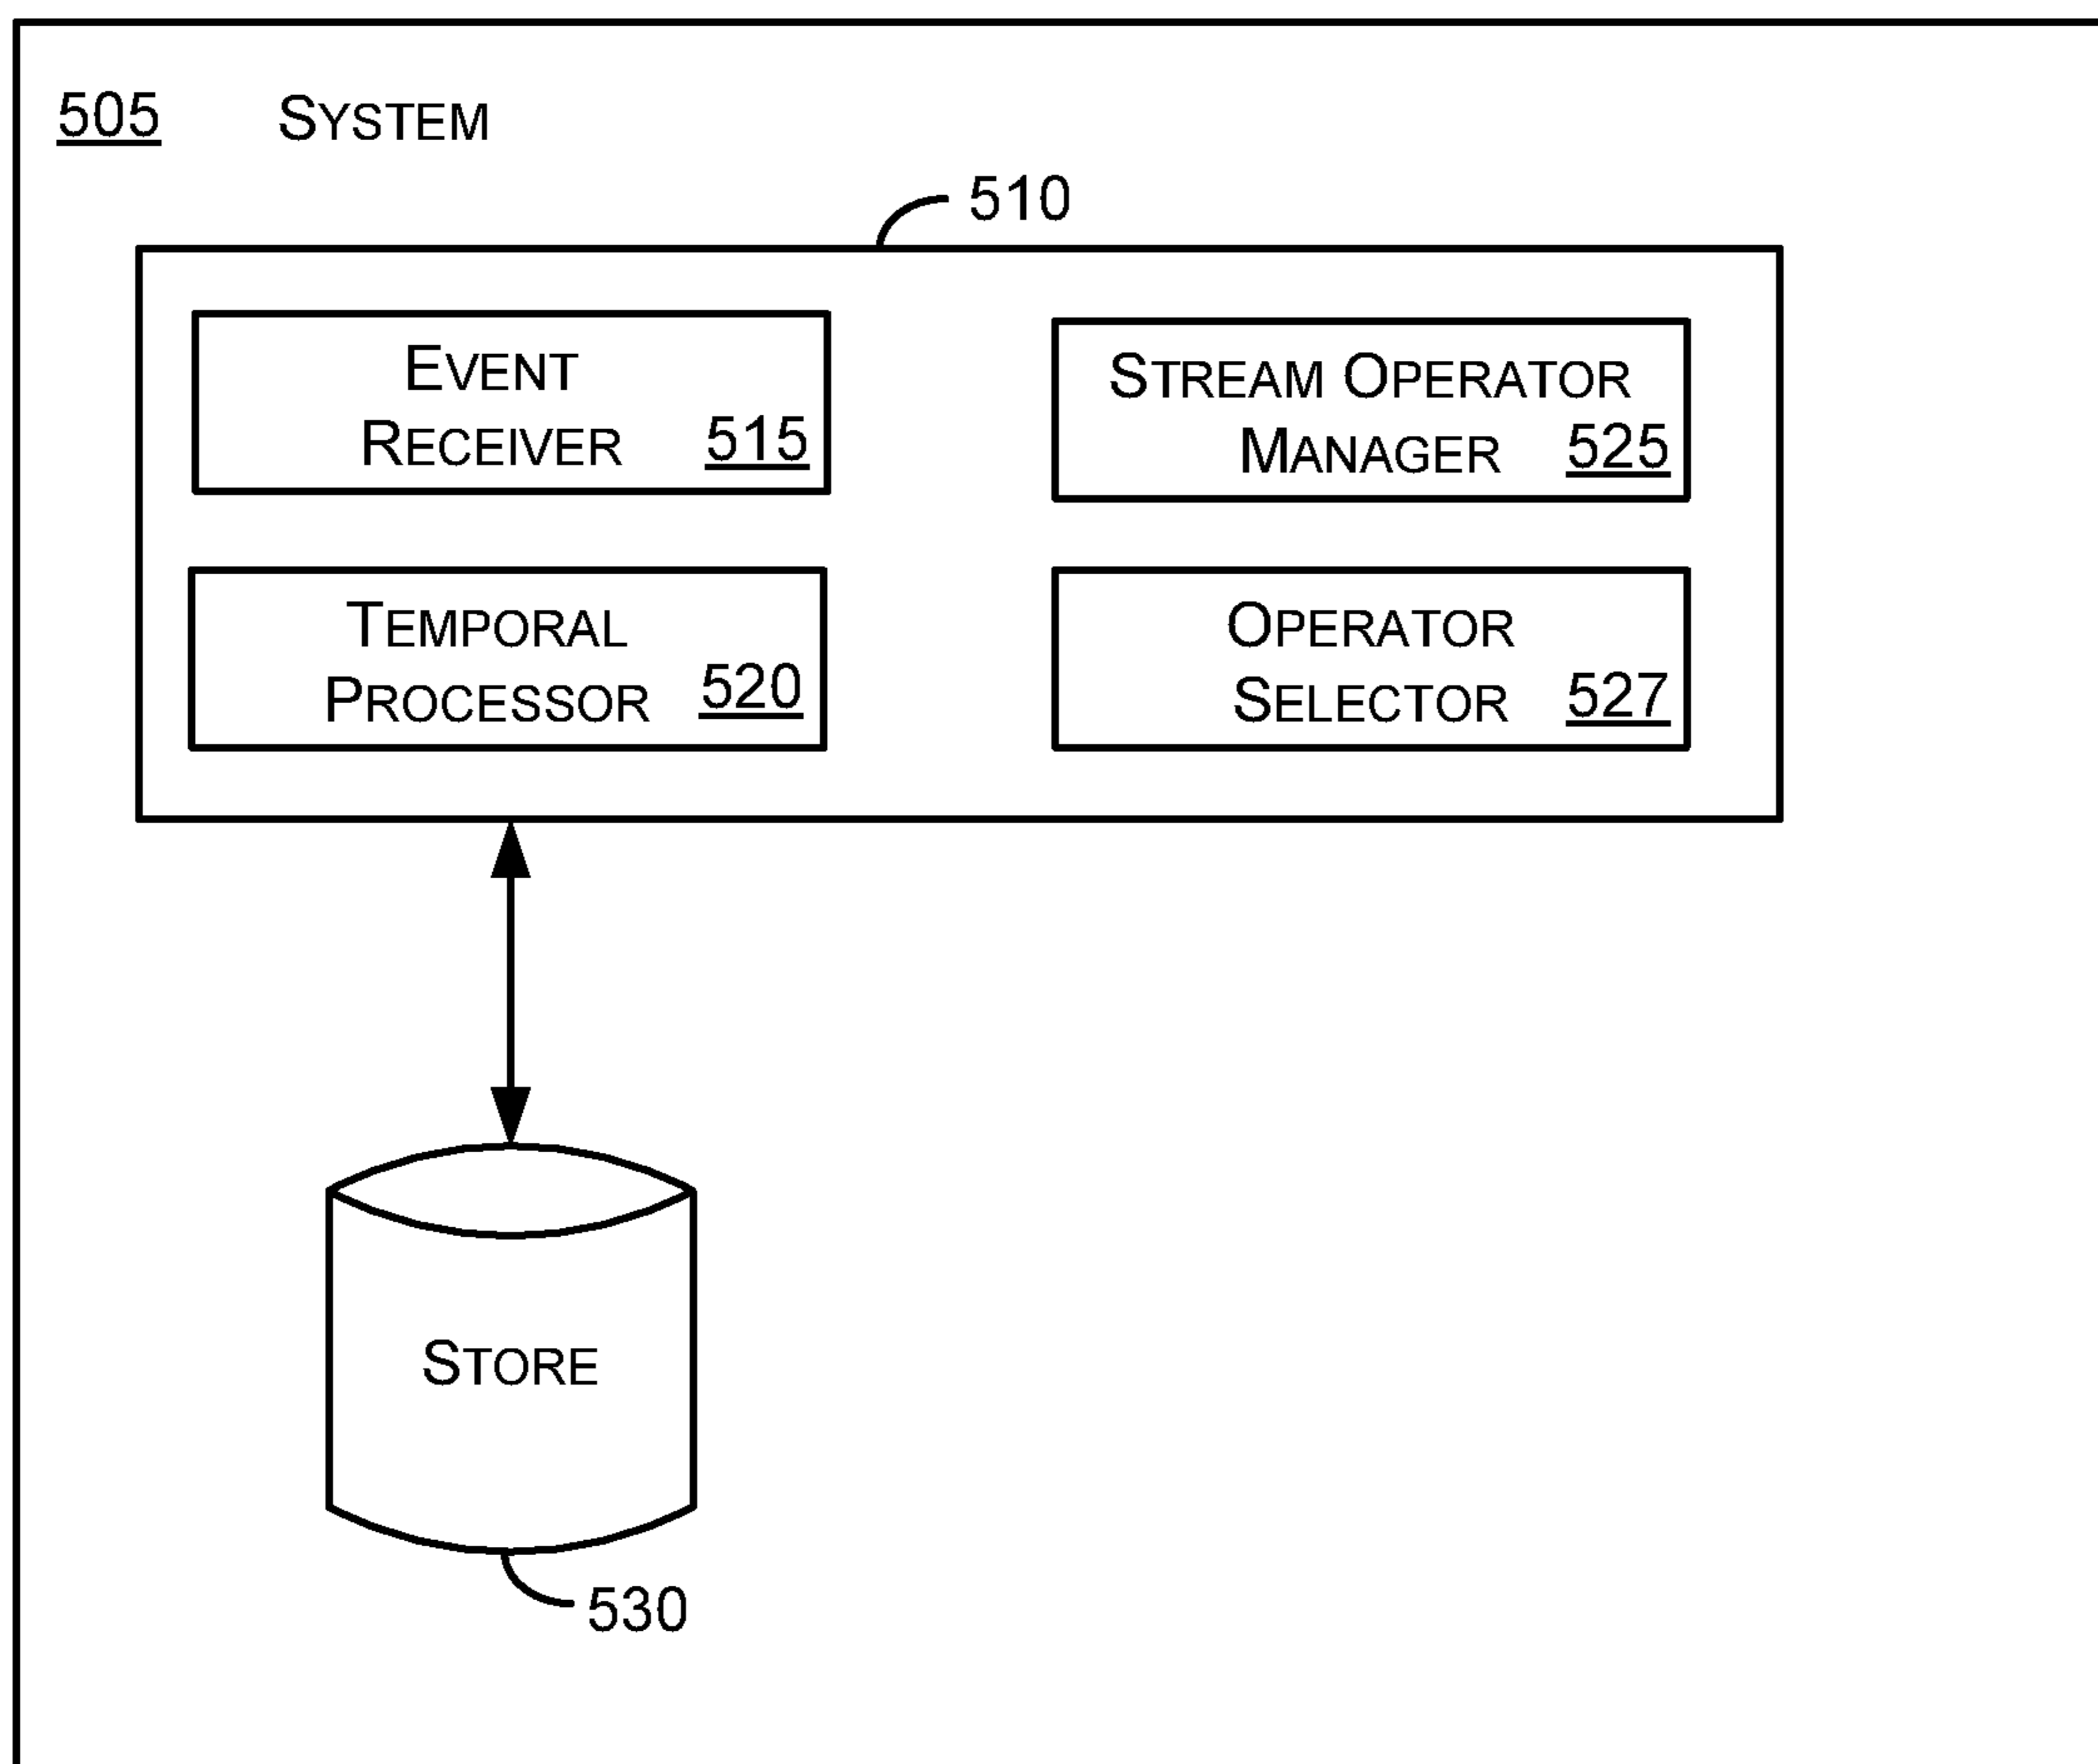 505 SYSTEM
510
EVENT
RECEIVER 515
STREAM OPERATOR
MANAGER 525
TEMPORAL
PROCESSOR 520
OPERATOR
SELECTOR 527
STORE
530